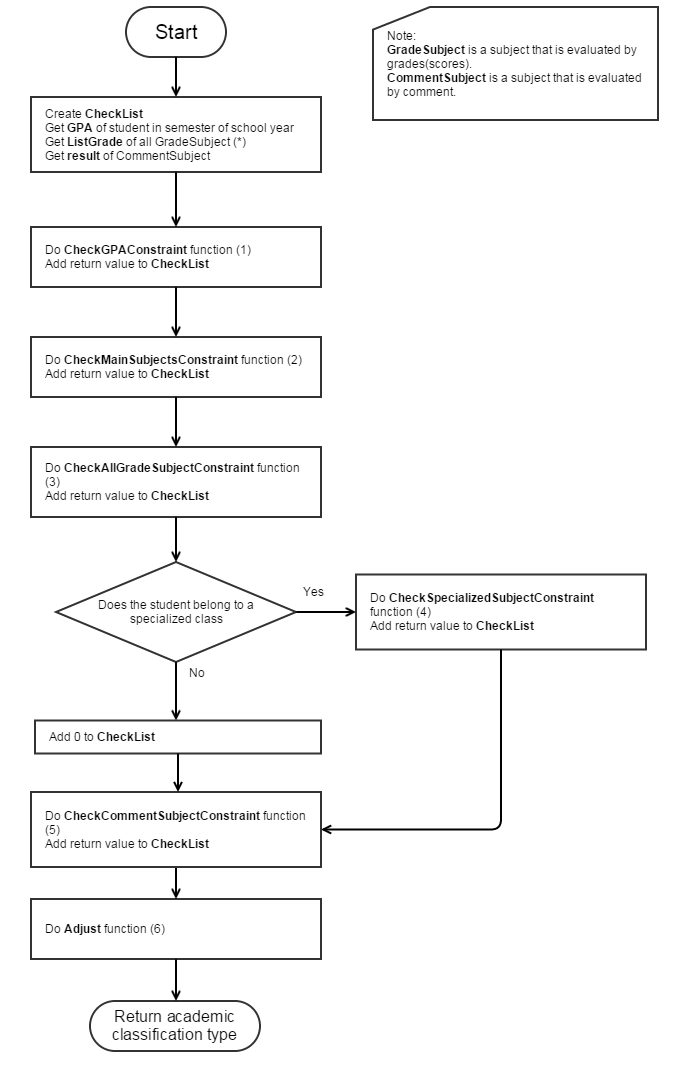 Start
Note:
GradeSubject is a subject that is evaluated by
grades(scores).
CommentSubject is a subject that is evaluated
by comment.
Create CheckList
Get GPA of student in semester of school year
Get ListGrade of all GradeSubject (*)
Get result of CommentSubject
Do CheckGPAConstraint function (1)
Add return value to CheckList
Do CheckMainSubjectsConstraint function (2)
Add return value to CheckList
Do CheckAllGradeSubjectConstraint function
(3)
Add return value to CheckList
Does the student belong to a
specialized class
Yes
Do CheckSpecializedSubjectConstraint
function (4)
Add return value to CheckList
No
Add 0 to CheckList
Do CheckCommentSubjectConstraint function
(5)
Add return value to CheckList
Do Adjust function (6)
Return academic
classification type